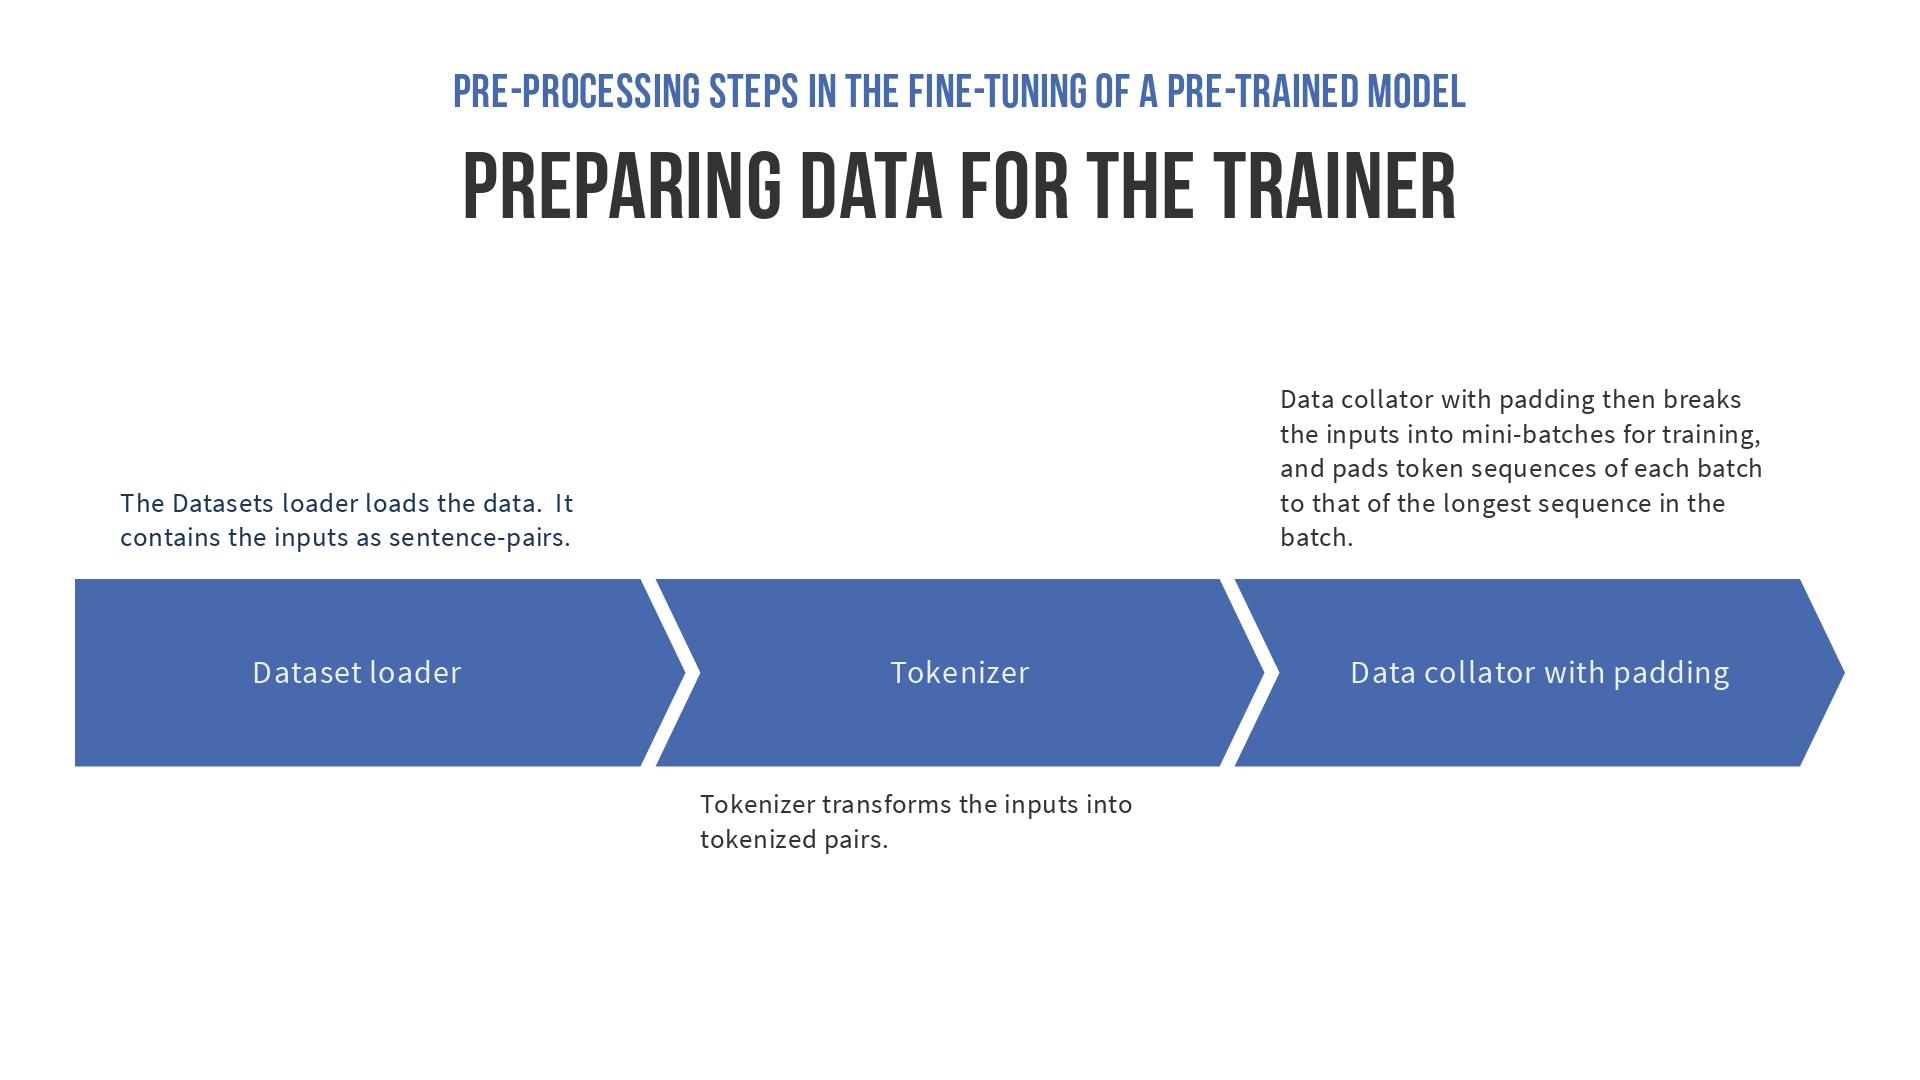 PRE-PROCESSING STEPS IN THE FINE-TUNING OF A PRE-TRAINED MODEL
PREPARING DATA FOR THE TRAINER
The Datasets loader loads the data.  It
contains the inputs as sentence-pairs.
Data collator with padding then breaks
the inputs into mini-batches for training,
and pads token sequences of each batch
to that of the longest sequence in the
batch.
Dataset loader
Tokenizer
Data collator with padding
Tokenizer transforms the inputs into
tokenized pairs.